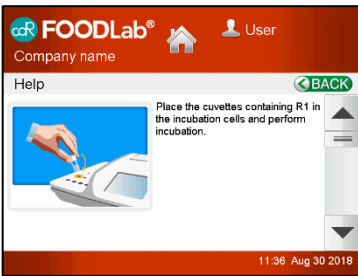 CDR FOODLab®
User
Company name
Help
BACK
Place the cuvettes containing R1 in
the incubation cells and perform
incubation.
11:36 Aug 30 2018